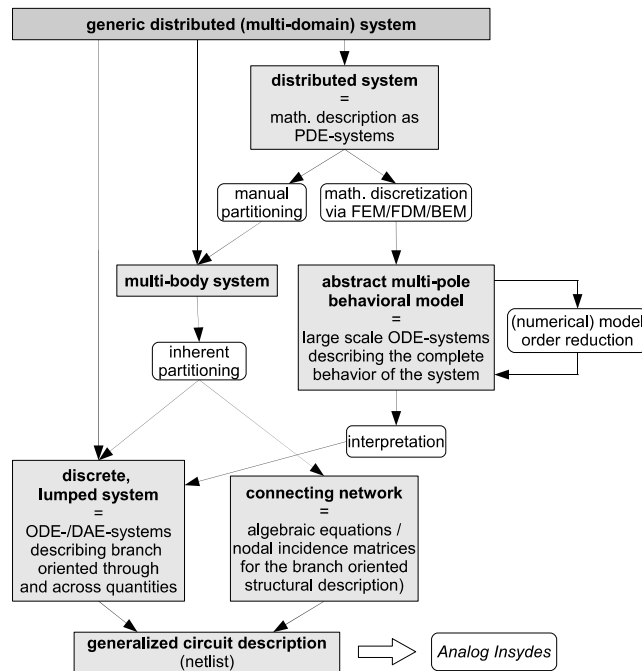 generic distributed (multi-domain) system
distributed system
=
math. description as
PDE-systems
manual
partitioning
math. discretization
via FEM/FDM/BEM
multi-body system
abstract multi-pole
behavioral model
=
large scale ODE-systems
describing the complete
behavior of the system
(numerical) model
order reduction
inherent
partitioning
interpretation
discrete,
lumped system
=
ODE-/DAE-systems
describing branch
oriented through
and across quantities
connecting network
=
algebraic equations /
nodal incidence matrices
for the branch oriented
structural description)
generalized circuit description
(netlist)
Analog Insydes